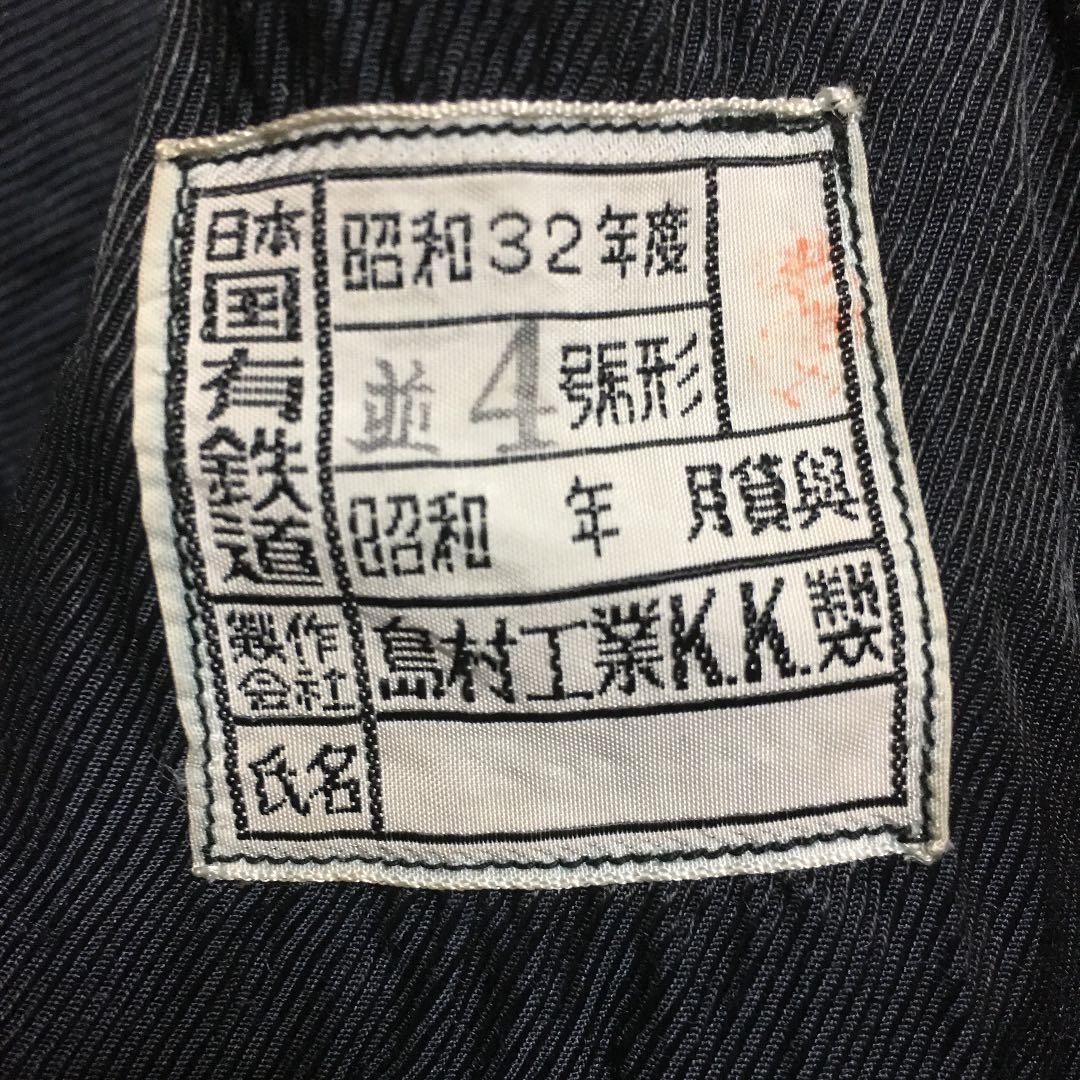 日本
国有鉄道
昭和32年度
並4號形
昭和 年 月貸與
製作会社
島村工業K.K.製
氏名